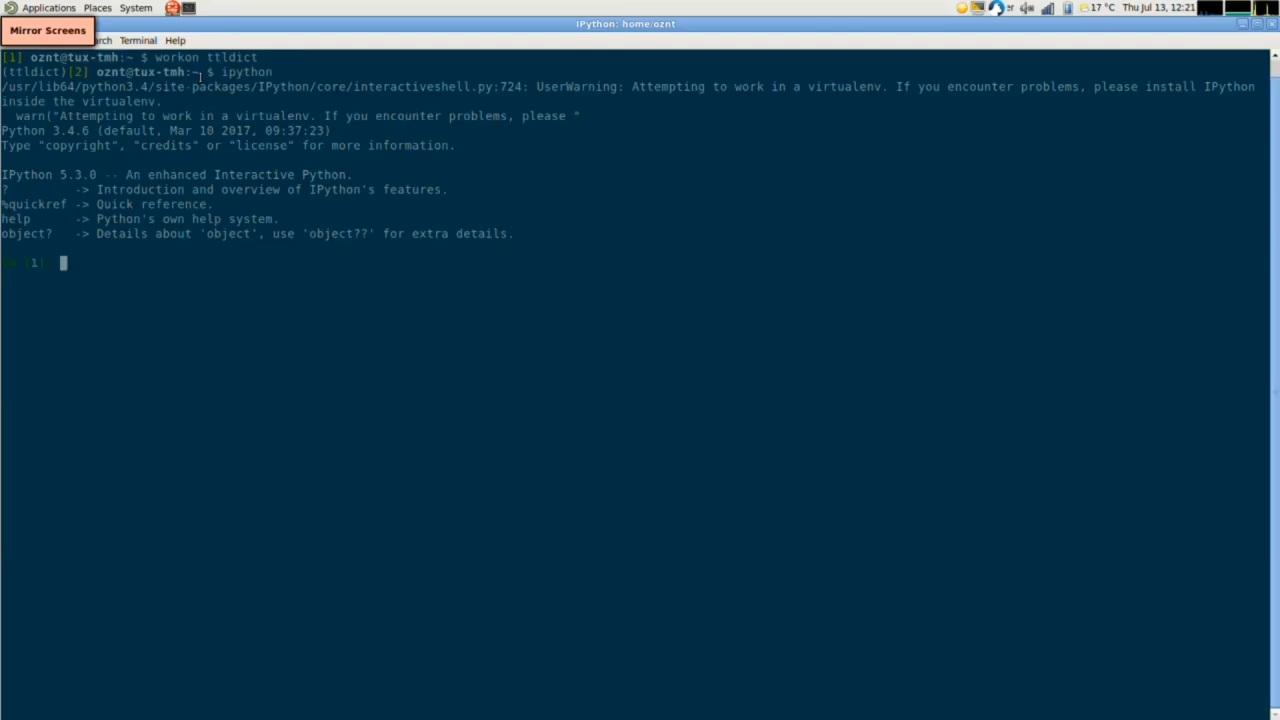 Applications Places System er 17 °C Thu Jul 13, 12:21
IPython: home/oznt
Mirror Screens
arch Terminal Help
[1] oznt@tux-tmh:~ $ workon ttldict
(ttldict)[2] oznt@tux-tmh:~ $ ipython
/usr/lib64/python3.4/site-packages/IPython/core/interactiveshell.py:724: UserWarning: Attempting to work in a virtualenv. If you encounter problems, please install IPython
inside the virtualenv.
warn("Attempting to work in a virtualenv. If you encounter problems, please "
Python 3.4.6 (default, Mar 10 2017, 09:37:23)
Type "copyright", "credits" or "license" for more information.
IPython 5.3.0 -- An enhanced Interactive Python.
? -> Introduction and overview of IPython's features.
%quickref -> Quick reference.
help -> Python's own help system.
object? -> Details about 'object', use 'object??' for extra details.
In [1]: